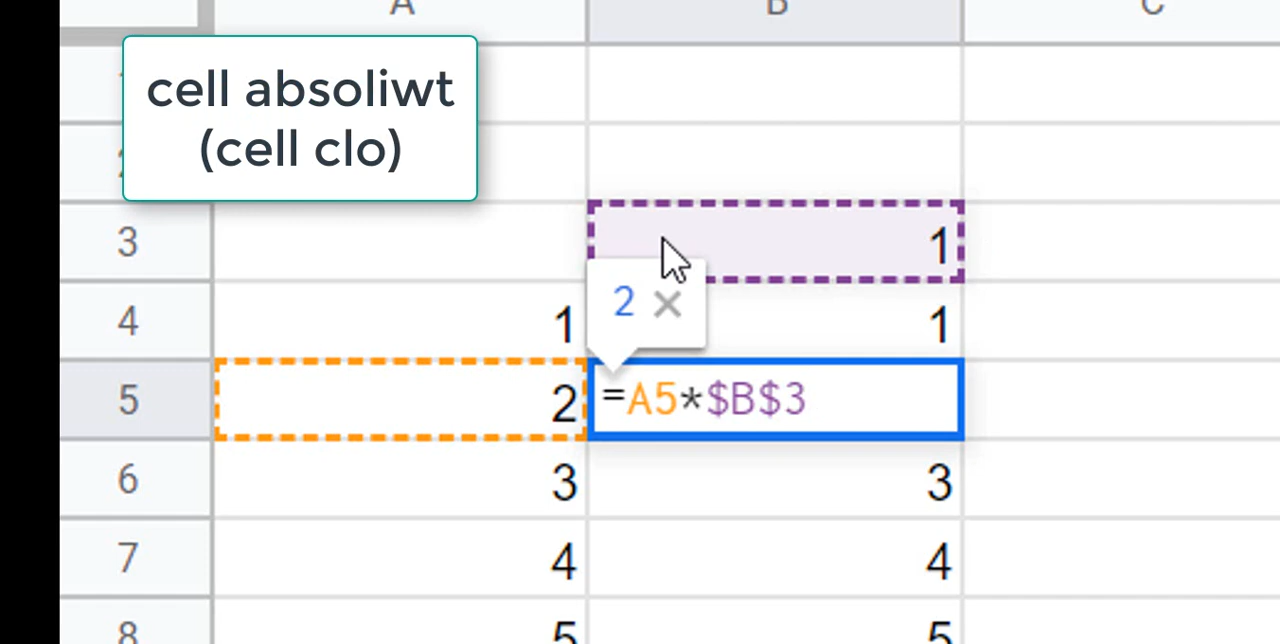 A B C
cell absoliwt
(cell clo)
3 1
4 1 1
2 ×
5 2 =A5*$B$3
6 3 3
7 4 4
8 5 5